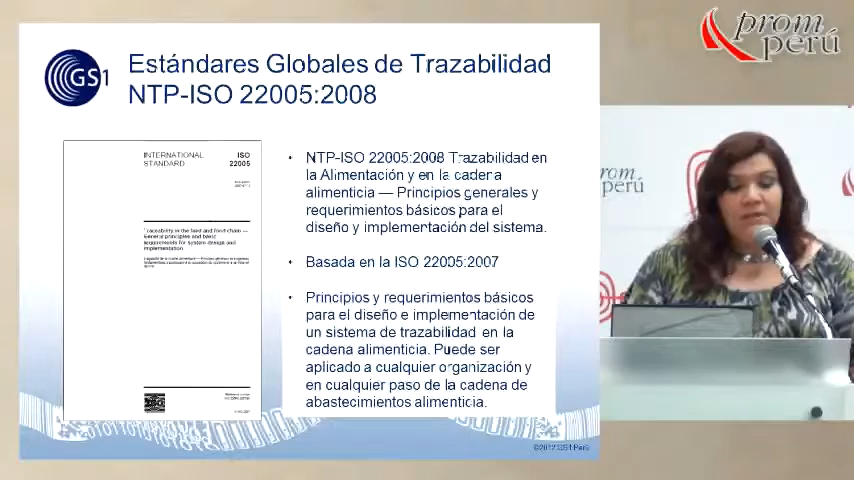 prom
perú
GS1
Estándares Globales de Trazabilidad
NTP-ISO 22005:2008
INTERNATIONAL
STANDARD
ISO
22005
Traceability in the feed and food chain —
General principles and basic
requirements for system design and
implementation
• NTP-ISO 22005:2008 Trazabilidad en
la Alimentación y en la cadena
alimenticia — Principios generales y
requerimientos básicos para el
diseño y implementación del sistema.
• Basada en la ISO 22005:2007
• Principios y requerimientos básicos
para el diseño e implementación de
un sistema de trazabilidad en la
cadena alimenticia. Puede ser
aplicado a cualquier organización y
en cualquier paso de la cadena de
abastecimientos alimenticia.
©2012 GS1 Perú
prom
perú
prom
perú